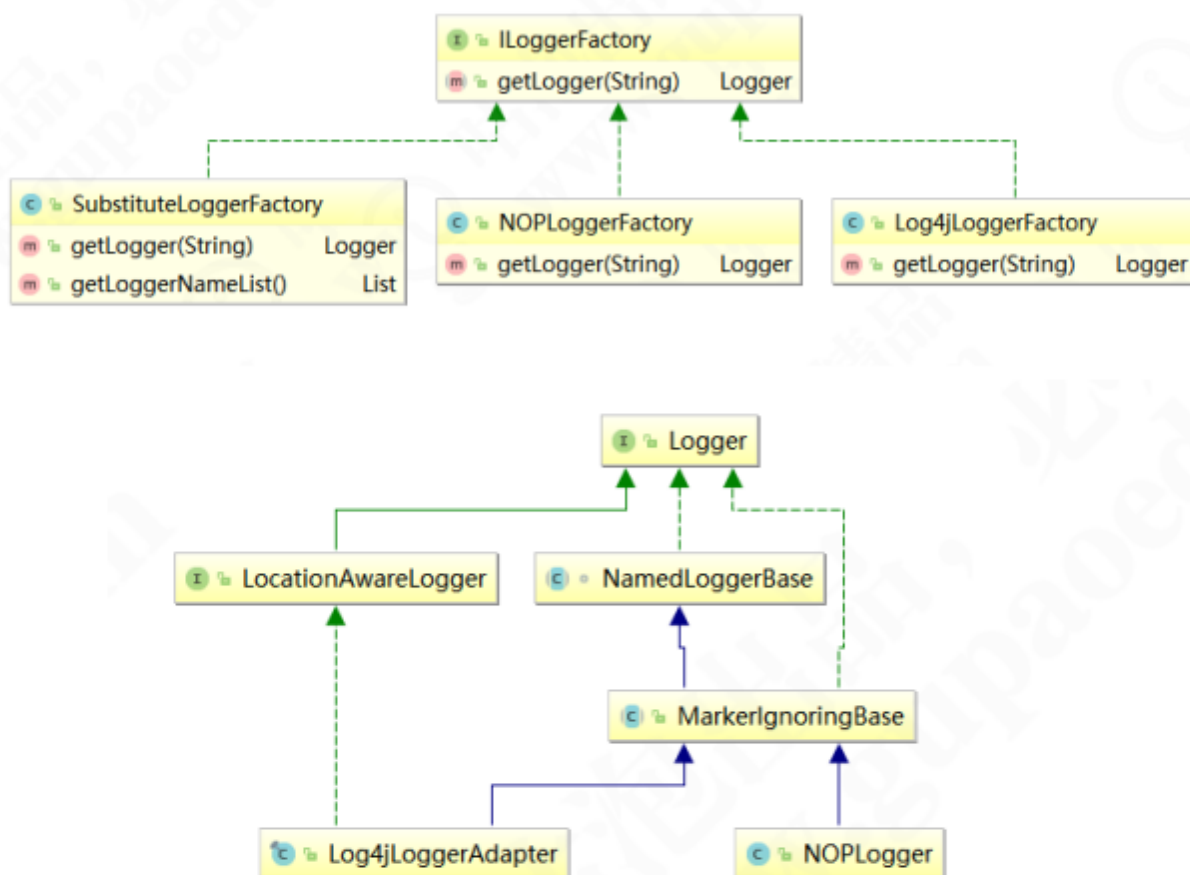 ILoggerFactory
getLogger(String) Logger
SubstituteLoggerFactory
getLogger(String) Logger
getLoggerNameList() List
NOPLoggerFactory
getLogger(String) Logger
Log4jLoggerFactory
getLogger(String) Logger
Logger
LocationAwareLogger
NamedLoggerBase
MarkerIgnoringBase
Log4jLoggerAdapter
NOPLogger